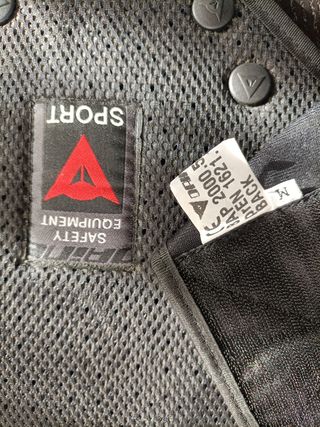 SAFETY
EQUIPMENT
SPORT
2000
1621-
BACK
M